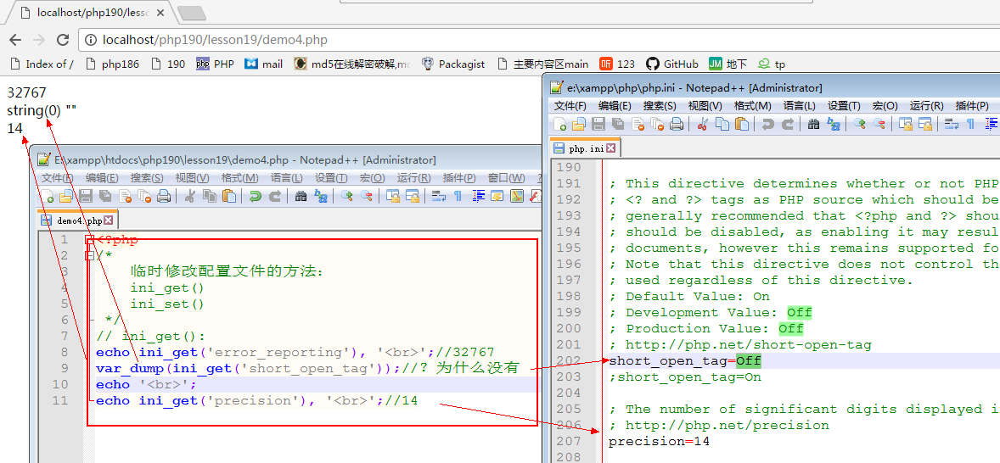 localhost/php190/less
localhost/php190/lesson19/demo4.php
Index of /
php186
190
php PHP
mail
md5在线解密破解,md
Packagist
主要内容区main
听 123
GitHub
JM 地下
tp
32767
string(0) ""
14
E:\xampp\htdocs\php190\lesson19\demo4.php - Notepad++ [Administrator]
文件(F) 编辑(E) 搜索(S) 视图(V) 格式(M) 语言(L) 设置(T) 宏(O) 运行(R) 插件(P) 窗口(W) ?
demo4.php
1 <?php
2 /*
3 临时修改配置文件的方法:
4 ini_get()
5 ini_set()
6 */
7 // ini_get():
8 echo ini_get('error_reporting'), '<br>';//32767
9 var_dump(ini_get('short_open_tag'));//? 为什么没有
10 echo '<br>';
11 echo ini_get('precision'), '<br>';//14
e:\xampp\php\php.ini - Notepad++ [Administrator]
文件(F) 编辑(E) 搜索(S) 视图(V) 格式(M) 语言(L) 设置(T) 宏(O) 运行(R) 插件(P)
php.ini
190
191 ; This directive determines whether or not PHP
192 ; <? and ?> tags as PHP source which should be
193 ; generally recommended that <?php and ?> shou
194 ; should be disabled, as enabling it may resul
195 ; documents, however this remains supported fo
196 ; Note that this directive does not control th
197 ; used regardless of this directive.
198 ; Default Value: On
199 ; Development Value: Off
200 ; Production Value: Off
201 ; http://php.net/short-open-tag
202 short_open_tag=Off
203 ;short_open_tag=On
204
205 ; The number of significant digits displayed i
206 ; http://php.net/precision
207 precision=14
208